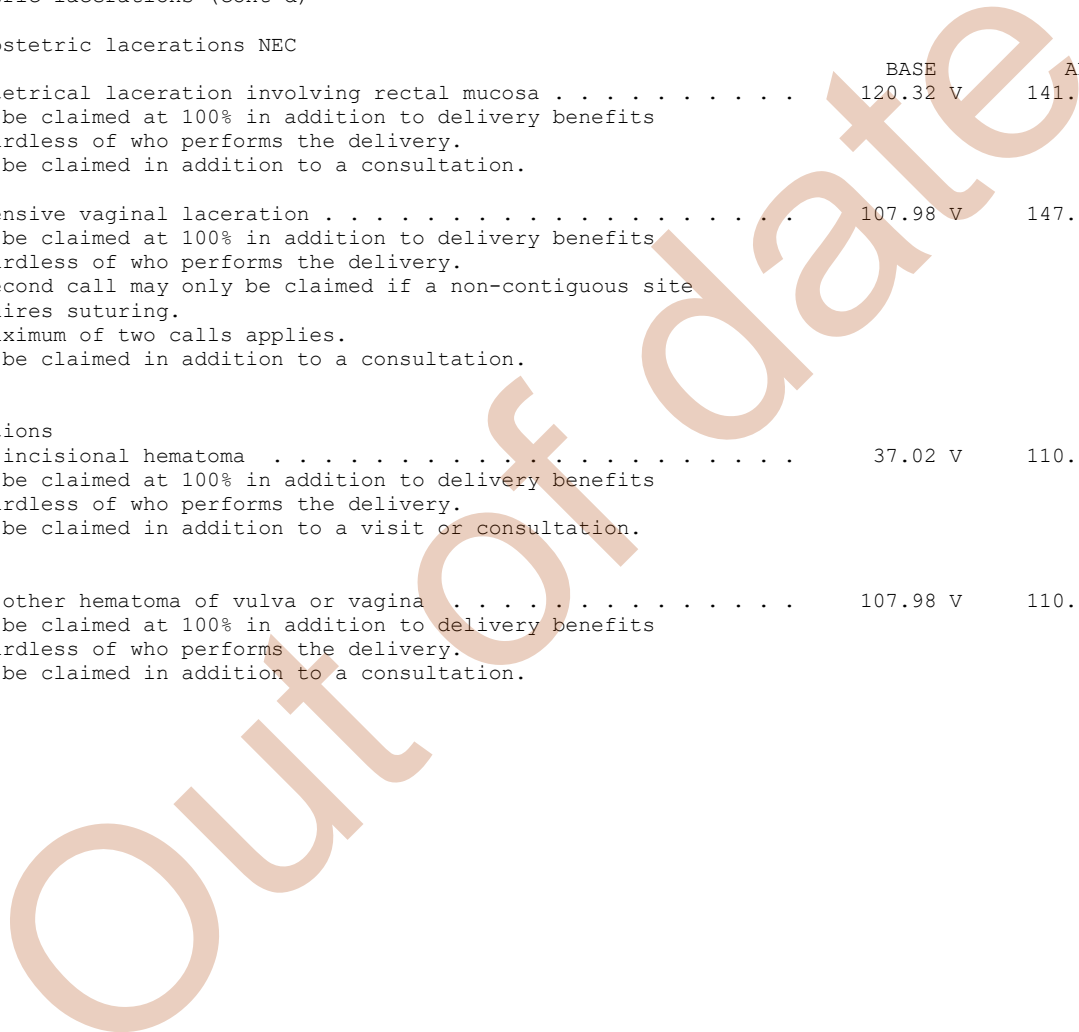 (cont'd)
obstetric lacerations NEC
BASE
etrical laceration involving rectal mucosa . . . . . . . . . . 120.32 V 141.
be claimed at 100% in addition to delivery benefits
rdless of who performs the delivery.
be claimed in addition to a consultation.
ensive vaginal laceration . . . . . . . . . . . . . . . . . . . 107.98 V 147.
be claimed at 100% in addition to delivery benefits
rdless of who performs the delivery.
econd call may only be claimed if a non-contiguous site
ires suturing.
ximum of two calls applies.
be claimed in addition to a consultation.
ions
incisional hematoma . . . . . . . . . . . . . . . . . . . . . 37.02 V 110.
be claimed at 100% in addition to delivery benefits
rdless of who performs the delivery.
be claimed in addition to a visit or consultation.
other hematoma of vulva or vagina . . . . . . . . . . . . . . 107.98 V 110.
be claimed at 100% in addition to delivery benefits
rdless of who performs the delivery.
be claimed in addition to a consultation.
Out of date